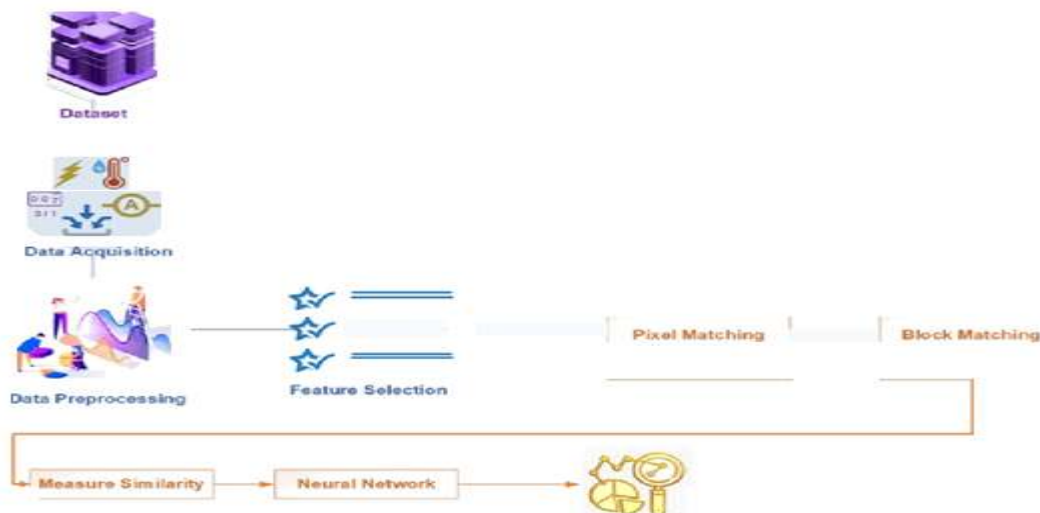 Dataset
A
Data Acquisition
Pixel Matching
Block Matching
Feature Selection
Data Preprocessing
Measure Similarity
Neural Network